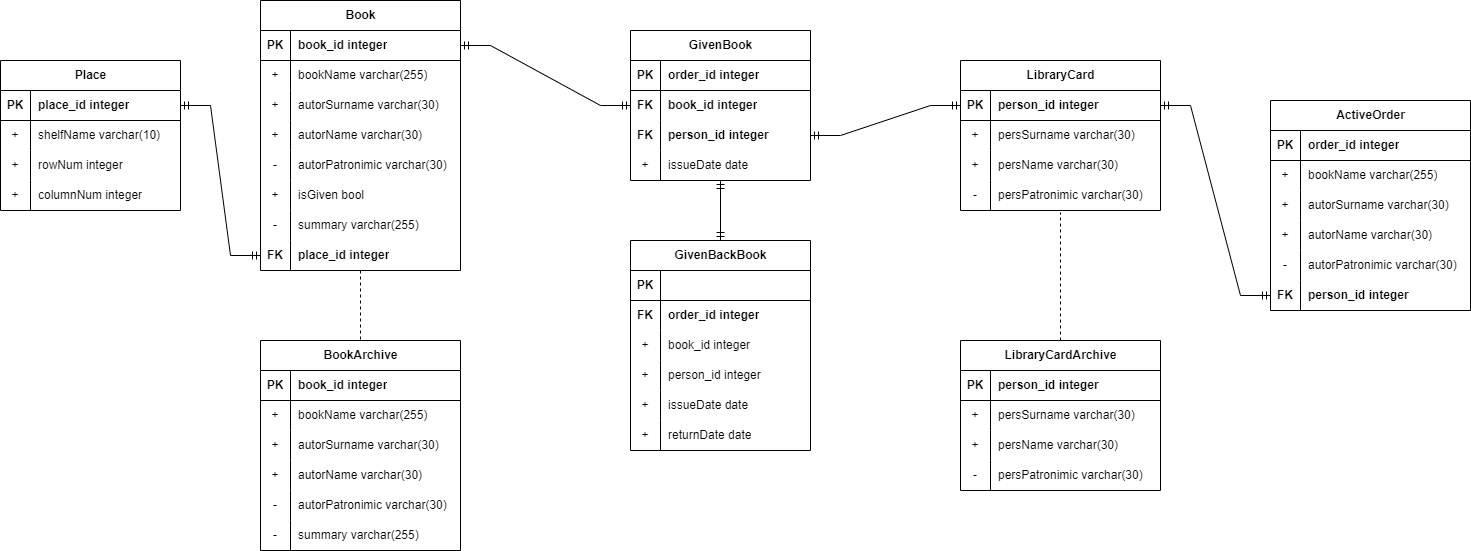 Place
PK place_id integer
+ shelfName varchar(10)
+ rowNum integer
+ columnNum integer
Book
PK book_id integer
+ bookName varchar(255)
+ autorSurname varchar(30)
+ autorName varchar(30)
- autorPatronimic varchar(30)
+ isGiven bool
- summary varchar(255)
FK place_id integer
BookArchive
PK book_id integer
+ bookName varchar(255)
+ autorSurname varchar(30)
+ autorName varchar(30)
- autorPatronimic varchar(30)
- summary varchar(255)
GivenBook
PK order_id integer
FK book_id integer
FK person_id integer
+ issueDate date
GivenBackBook
PK
FK order_id integer
+ book_id integer
+ person_id integer
+ issueDate date
+ returnDate date
LibraryCard
PK person_id integer
+ persSurname varchar(30)
+ persName varchar(30)
- persPatronimic varchar(30)
LibraryCardArchive
PK person_id integer
+ persSurname varchar(30)
+ persName varchar(30)
- persPatronimic varchar(30)
ActiveOrder
PK order_id integer
+ bookName varchar(255)
+ autorSurname varchar(30)
+ autorName varchar(30)
- autorPatronimic varchar(30)
FK person_id integer